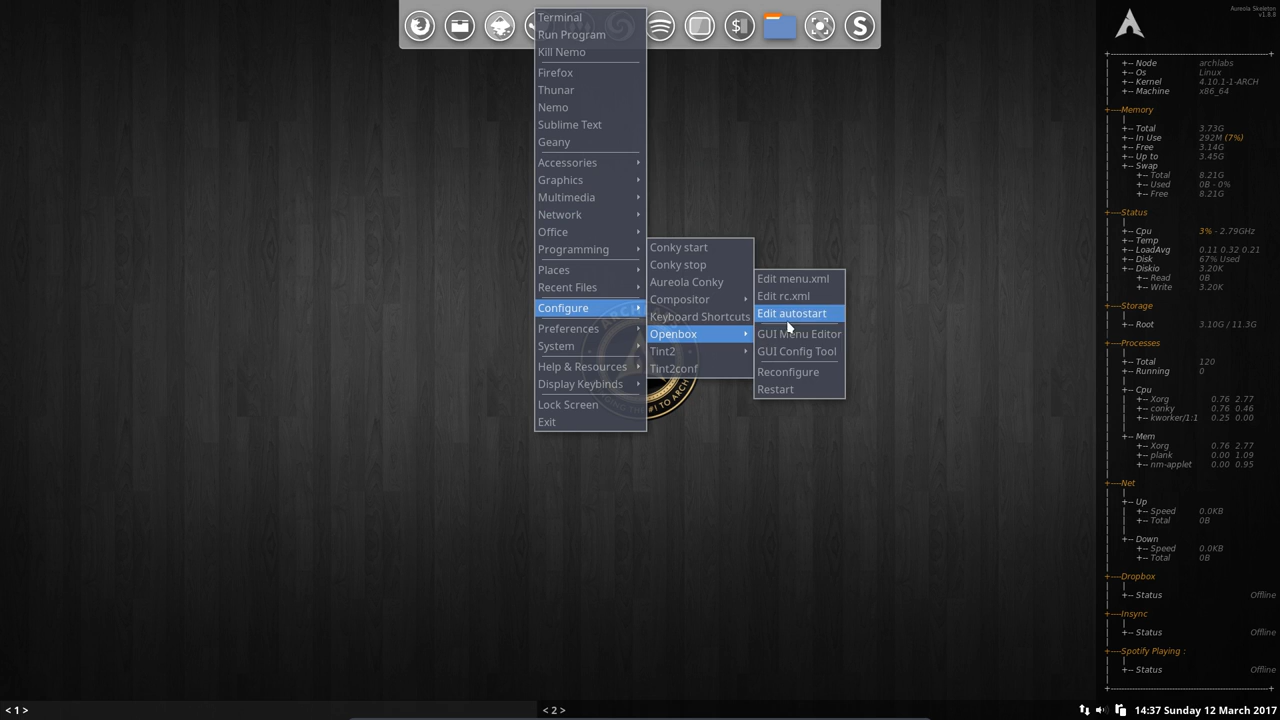 Terminal
Run Program
Kill Nemo
Firefox
Thunar
Nemo
Sublime Text
Geany
Accessories
Graphics
Multimedia
Network
Office
Programming
Places
Recent Files
Configure
Preferences
System
Help & Resources
Display Keybinds
Lock Screen
Exit
Conky start
Conky stop
Aureola Conky
Compositor
Keyboard Shortcuts
Openbox
Tint2
Tint2conf
Edit menu.xml
Edit rc.xml
Edit autostart
GUI Menu Editor
GUI Config Tool
Reconfigure
Restart
$
S
Aureola Skeleton
v1.8.8
Node archlabs
Os Linux
Kernel 4.10.1-1-ARCH
Machine x86_64
Memory
Total 3.73G
In Use 292M (7%)
Free 3.14G
Up to 3.45G
Swap
Total 8.21G
Used 0B - 0%
Free 8.21G
Status
Cpu 3% - 2.79GHz
Temp
LoadAvg 0.11 0.32 0.21
Disk 67% Used
Diskio 3.20K
Read 0B
Write 3.20K
Storage
Root 3.10G / 11.3G
Processes
Total 120
Running 0
Cpu
Xorg 0.76 2.77
conky 0.76 0.46
kworker/1:1 0.25 0.00
Mem
Xorg 0.76 2.77
plank 0.00 1.09
nm-applet 0.00 0.95
Net
Up
Speed 0.0KB
Total 0B
Down
Speed 0.0KB
Total 0B
Dropbox
Status Offline
Insync
Status Offline
Spotify Playing :
Status Offline
< 1 >
< 2 >
14:37 Sunday 12 March 2017